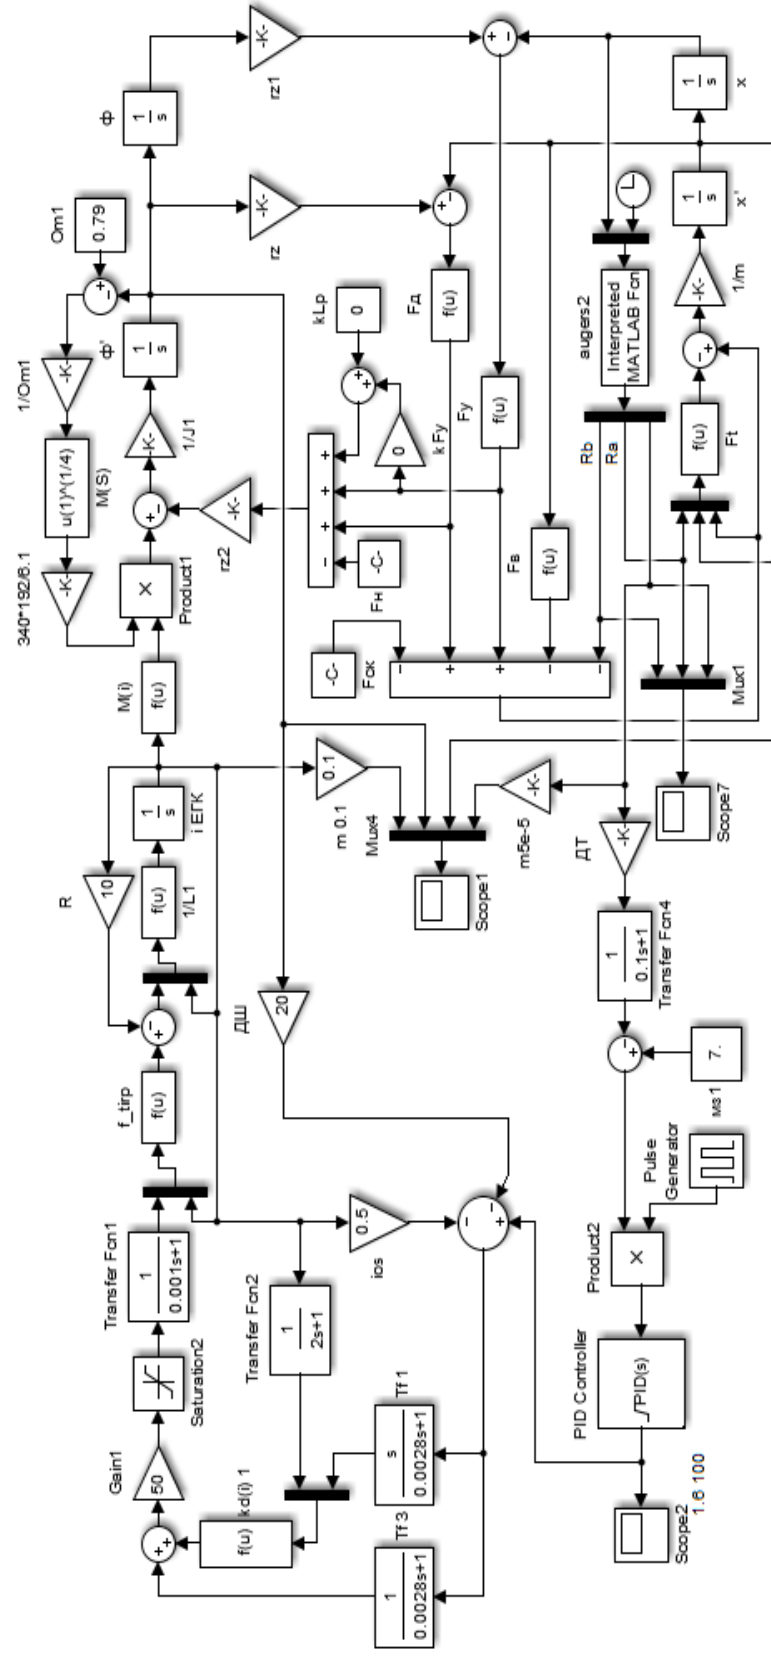 Tf 3
1
0.0028s+1
Tf 1
s
0.0028s+1
kd(i) 1
f(u)
Gain1
50
Saturation2
Transfer Fcn1
1
0.001s+1
Transfer Fcn2
1
2s+1
ios
0.5
f_tirp
f(u)
R
10
1/L1
f(u)
i ЕГК
1
s
M(i)
f(u)
Product1
×
340*192/6.1
-K-
M(S)
u(1)^(1/4)
1/Om1
-K-
Om1
0.79
1/J1
-K-
ф'
1
s
ф
1
s
rz
-K-
rz1
-K-
rz2
-K-
kLp
0
k Fy
0
Fн
-C-
Fск
-C-
Fд
f(u)
Fy
f(u)
Fв
f(u)
ДШ
20
m 0.1
0.1
Mux4
Scope1
m5e-5
-K-
augers2
Interpreted
MATLAB Fcn
Rb
Ra
Ft
f(u)
1/m
-K-
x'
1
s
x
1
s
Mux1
Scope7
ДТ
-K-
Transfer Fcn4
1
0.1s+1
мз1
7.
Pulse
Generator
Product2
×
PID Controller
PID(s)
Scope2
1.6 100